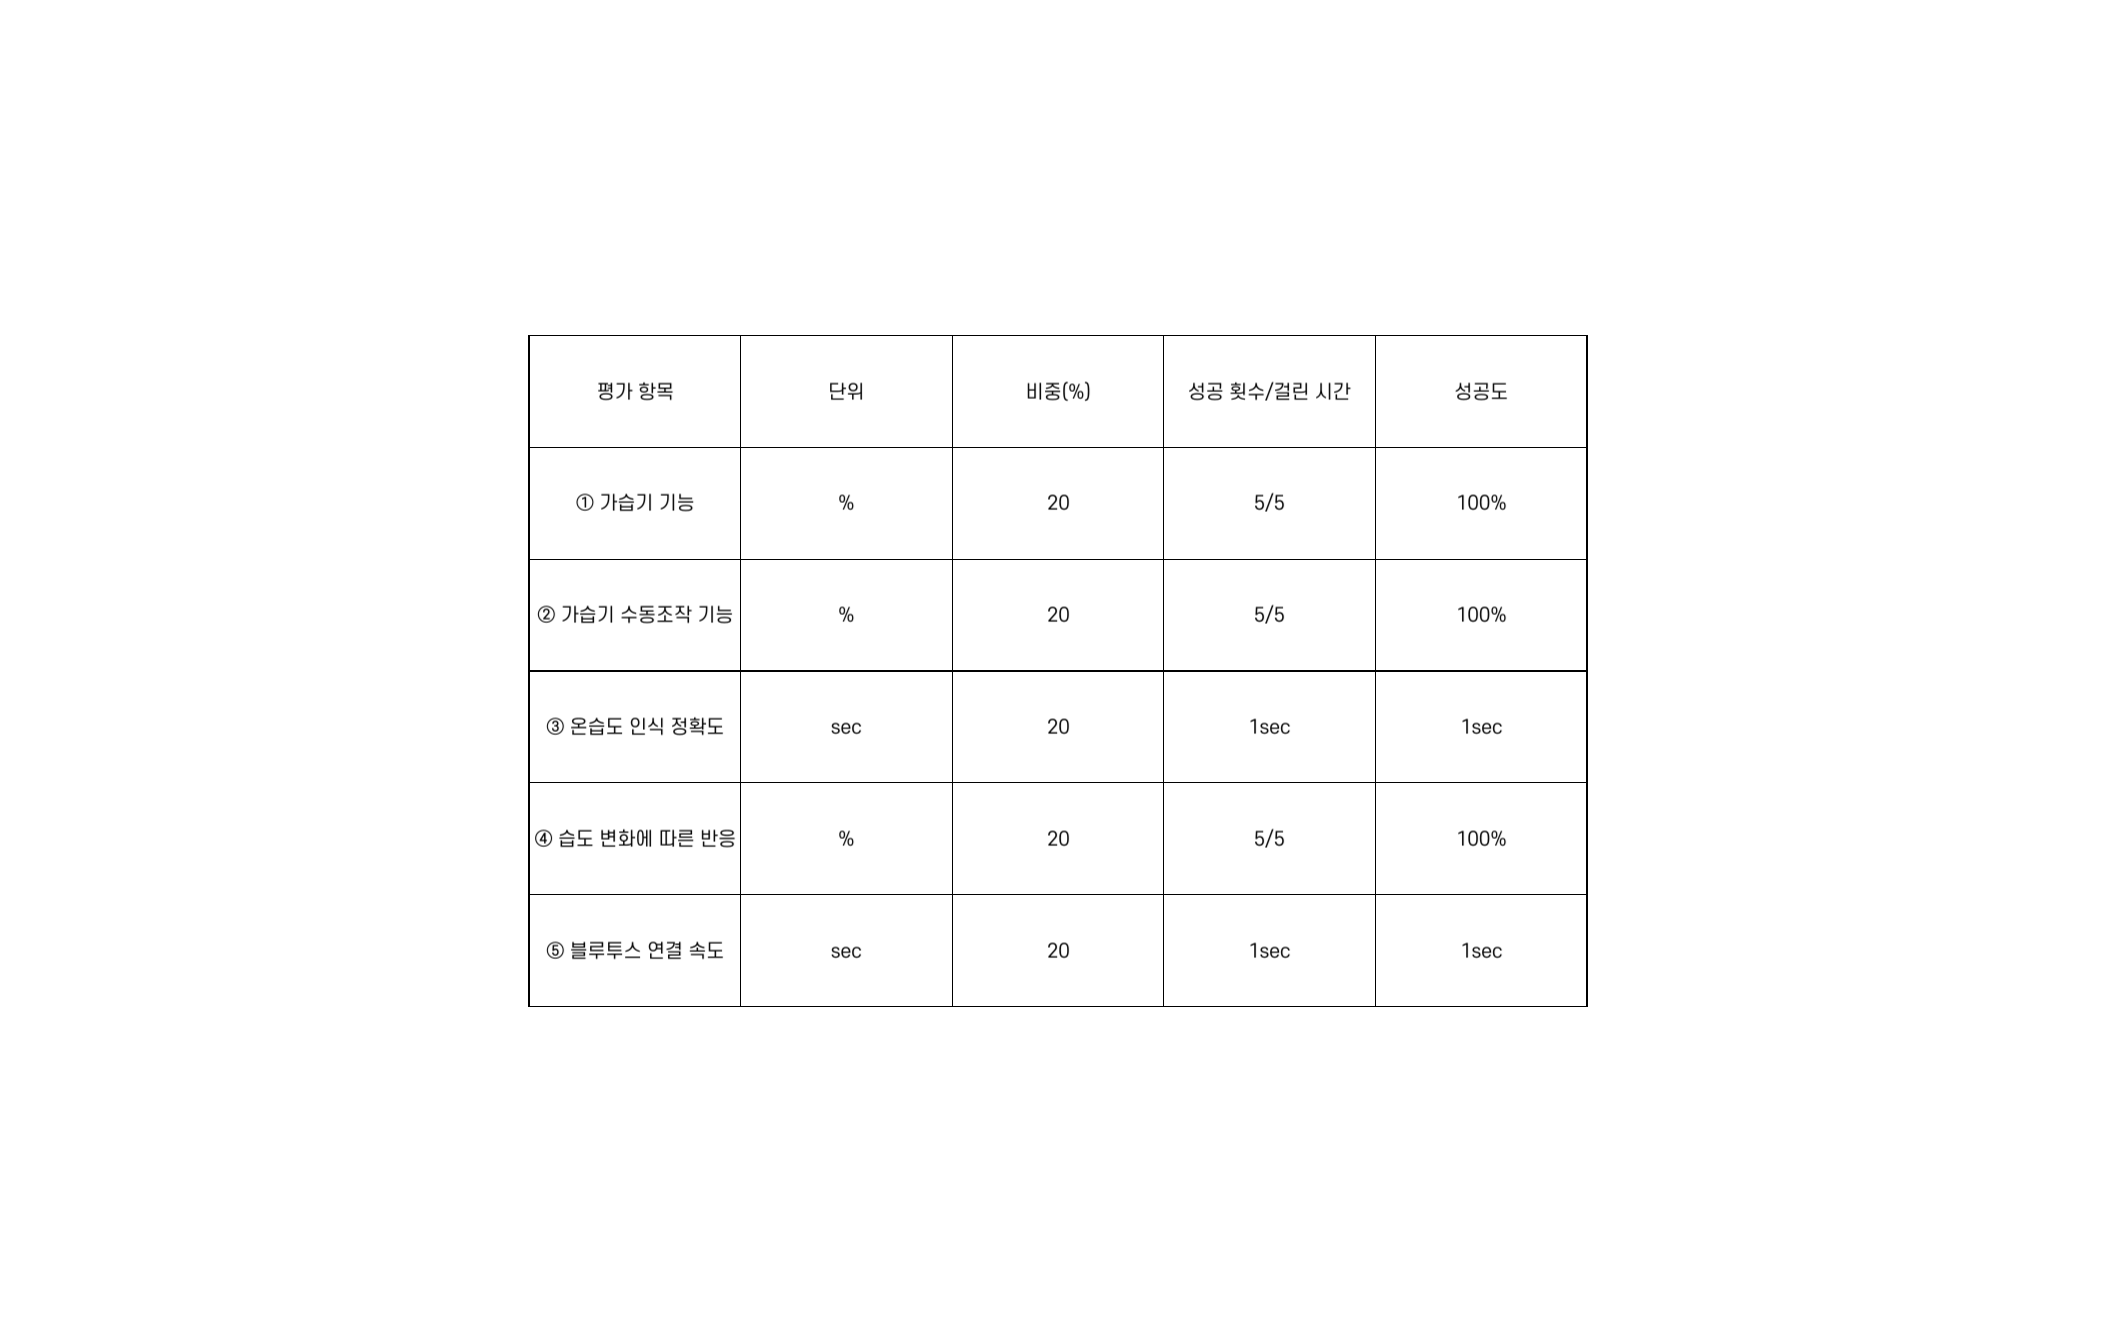 평가 항목 단위 비중(%) 성공 횟수/걸린 시간 성공도
① 가습기 기능 % 20 5/5 100%
② 가습기 수동조작 기능 % 20 5/5 100%
③ 온습도 인식 정확도 sec 20 1sec 1sec
④ 습도 변화에 따른 반응 % 20 5/5 100%
⑤ 블루투스 연결 속도 sec 20 1sec 1sec